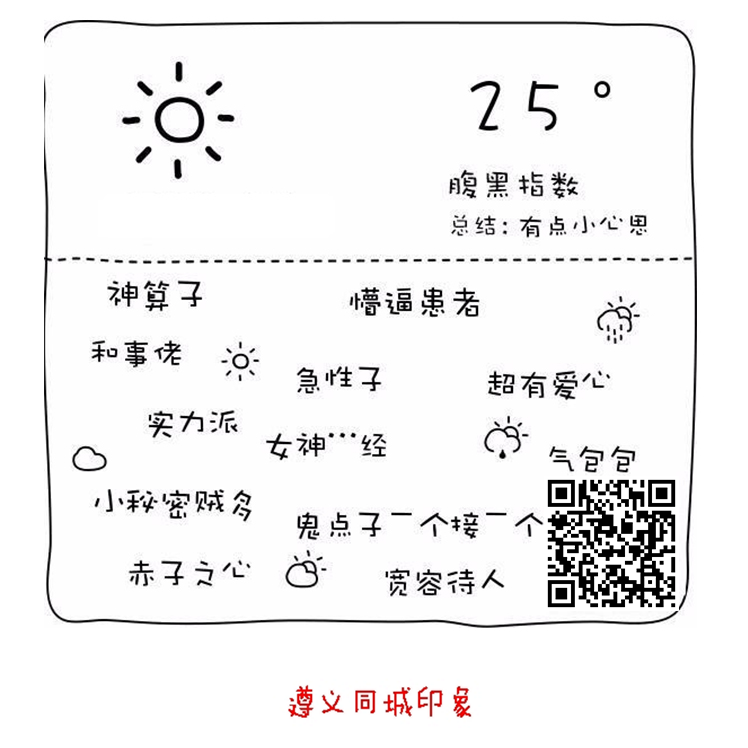 25°
腹黑指数
总结：有点小心思
神算子
懵逼患者
和事佬
急性子
超有爱心
实力派
女神…经
气包包
小秘密贼多
鬼点子一个接一个
赤子之心
宽容待人
遵义同城印象